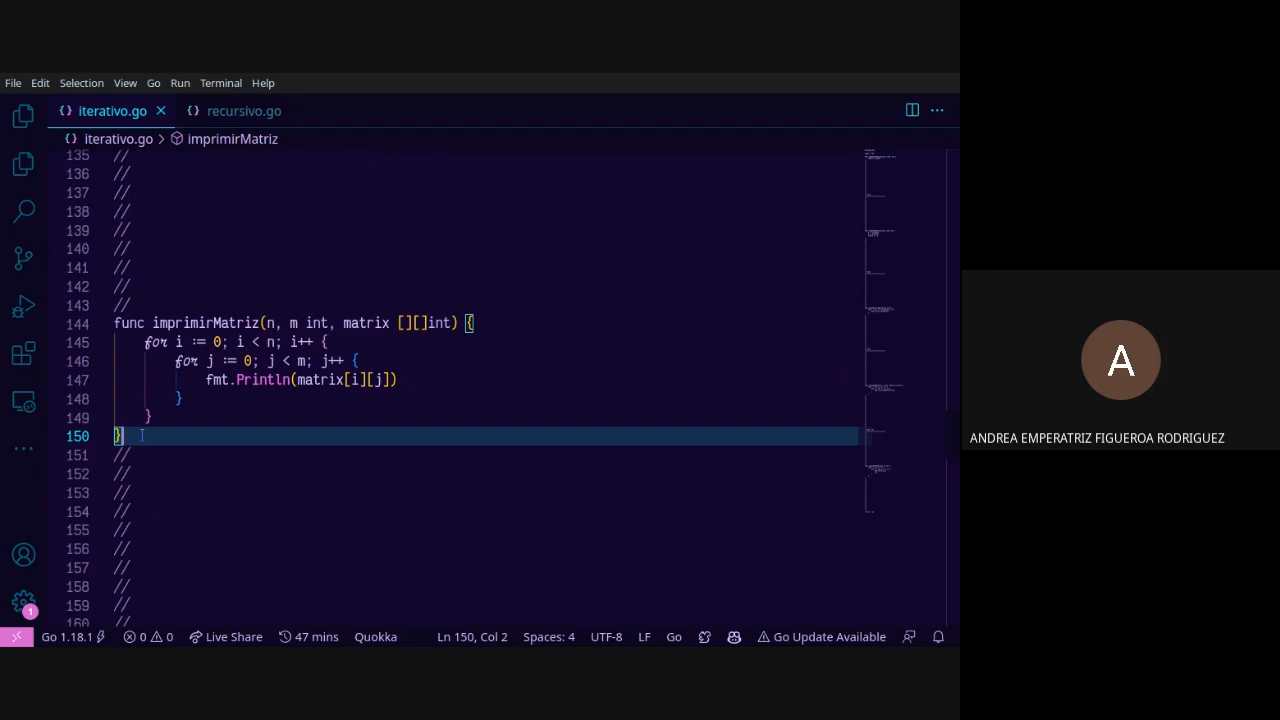 File Edit Selection View Go Run Terminal Help
iterativo.go recursivo.go
iterativo.go > imprimirMatriz
135 //
136 //
137 //
138 //
139 //
140 //
141 //
142 //
143 //
144 func imprimirMatriz(n, m int, matrix [][]int) {
145 for i := 0; i < n; i++ {
146 for j := 0; j < m; j++ {
147 fmt.Println(matrix[i][j])
148 }
149 }
150 }
151 //
152 //
153 //
154 //
155 //
156 //
157 //
158 //
159 //
160 //
1
Go 1.18.1 0 0 Live Share 47 mins Quokka Ln 150, Col 2 Spaces: 4 UTF-8 LF Go Go Update Available
A
ANDREA EMPERATRIZ FIGUEROA RODRIGUEZ